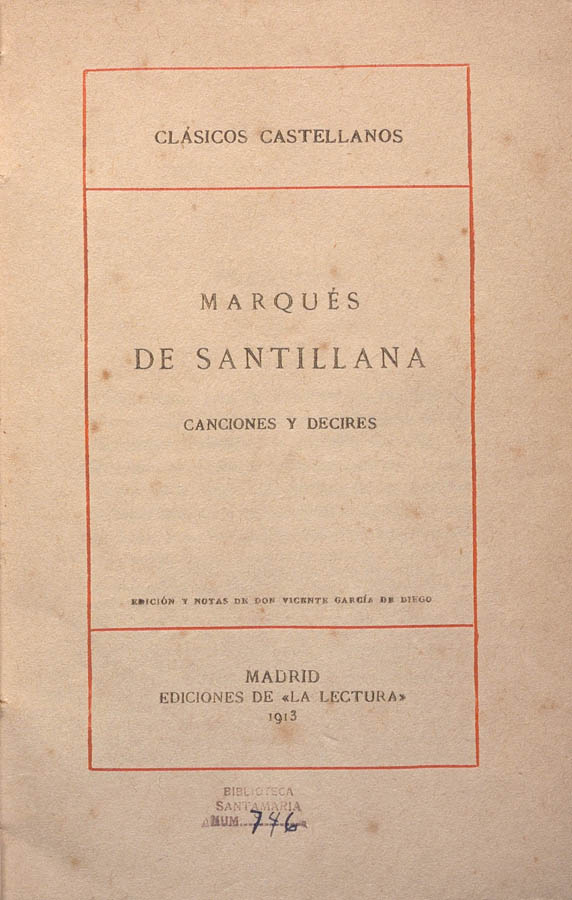 CLÁSICOS CASTELLANOS
MARQUÉS
DE SANTILLANA
CANCIONES Y DECIRES
EDICIÓN Y NOTAS DE DON VICENTE GARCÍA DE DIEGO
MADRID
EDICIONES DE «LA LECTURA»
1913
BIBLIOTECA
SANTAMARIA
NUM. 746